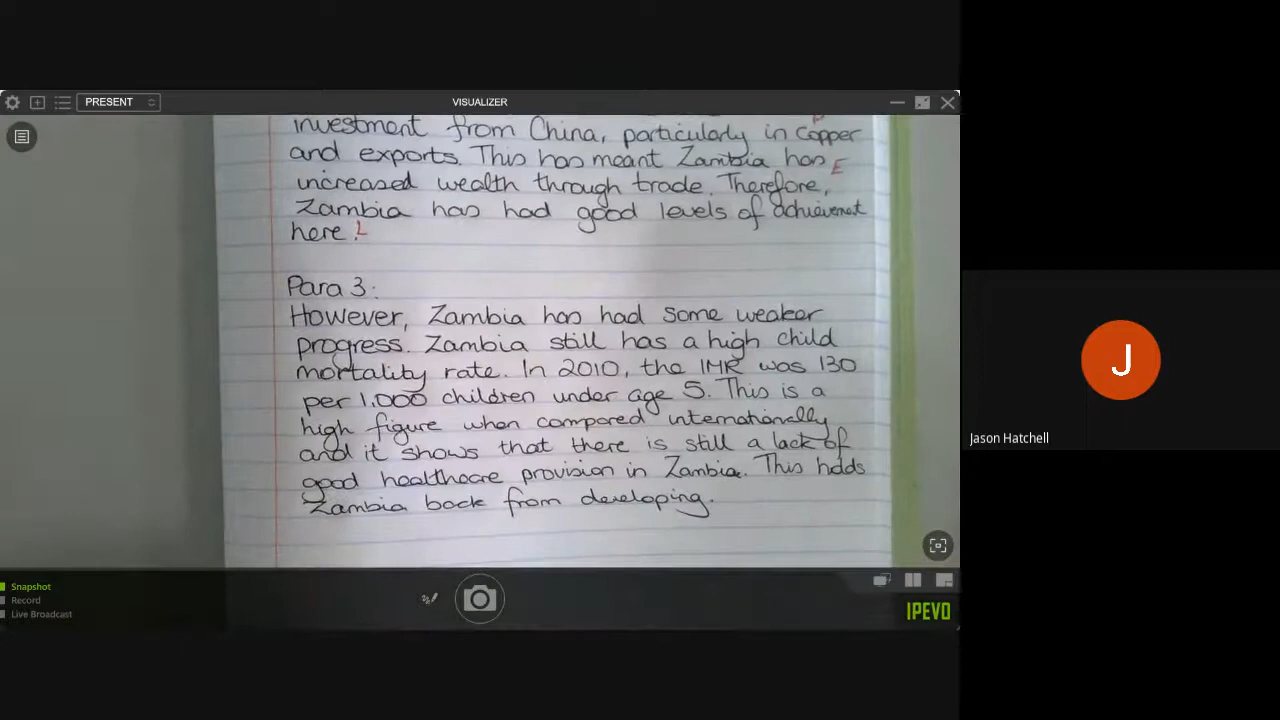 PRESENT
VISUALIZER
investment from China, particularly in copper
and exports. This has meant Zambia has E
increased wealth through trade. Therefore,
Zambia has had good levels of achievemet
here. L
Para 3:
However, Zambia has had some weaker
progress. Zambia still has a high child
mortality rate. In 2010, the IMR was 130
per 1.000 children under age 5. This is a
high figure when compared internationally
and it shows that there is still a lack of
good healthcare provision in Zambia. This holds
Zambia back from developing.
J
Jason Hatchell
Snapshot
Record
Live Broadcast
IPEVO